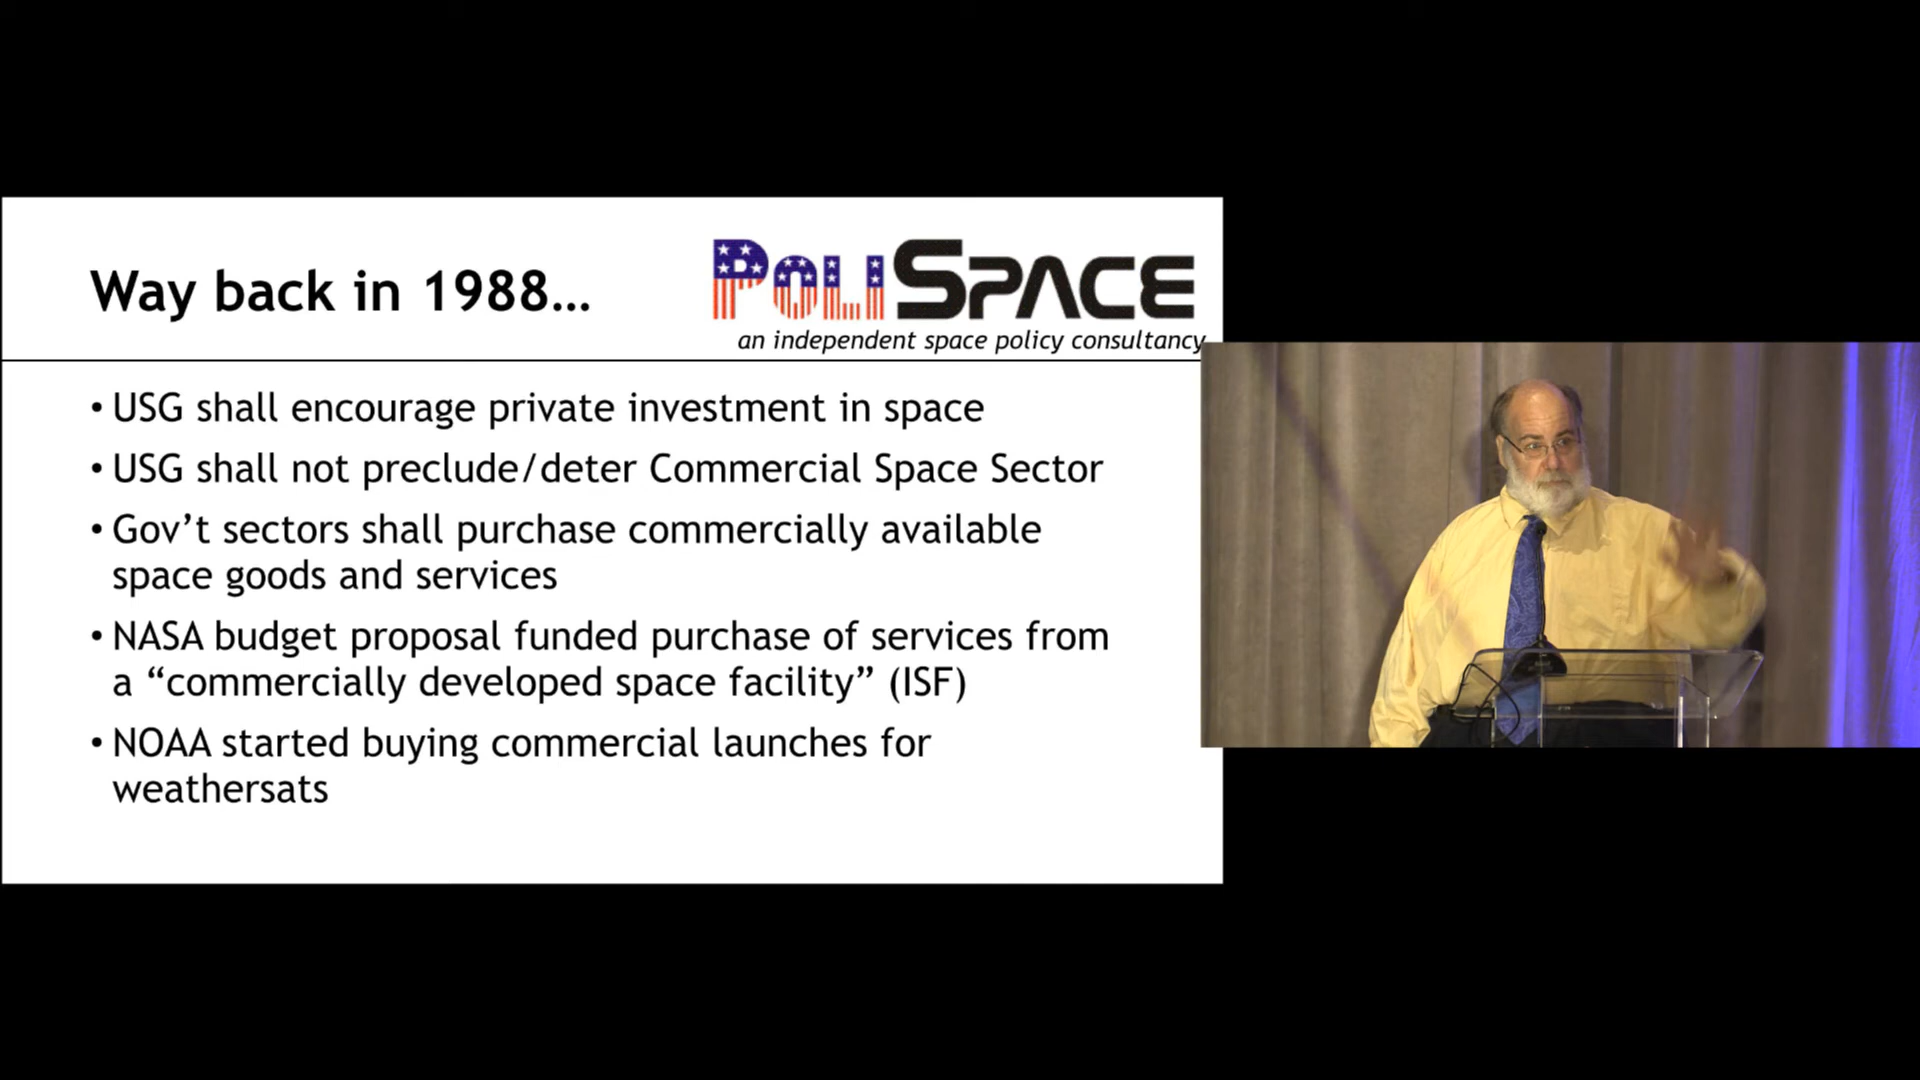 Way back in 1988...
POLISPACE
an independent space policy consultancy
• USG shall encourage private investment in space
• USG shall not preclude/deter Commercial Space Sector
• Gov’t sectors shall purchase commercially available
space goods and services
• NASA budget proposal funded purchase of services from
a “commercially developed space facility” (ISF)
• NOAA started buying commercial launches for
weathersats